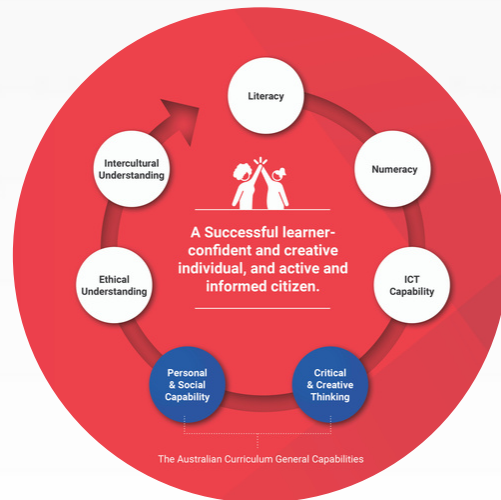 Literacy
Numeracy
ICT
Capability
Critical
& Creative
Thinking
Personal
& Social
Capability
Ethical
Understanding
Intercultural
Understanding
A Successful learner-
confident and creative
individual, and active and
informed citizen.
The Australian Curriculum General Capabilities